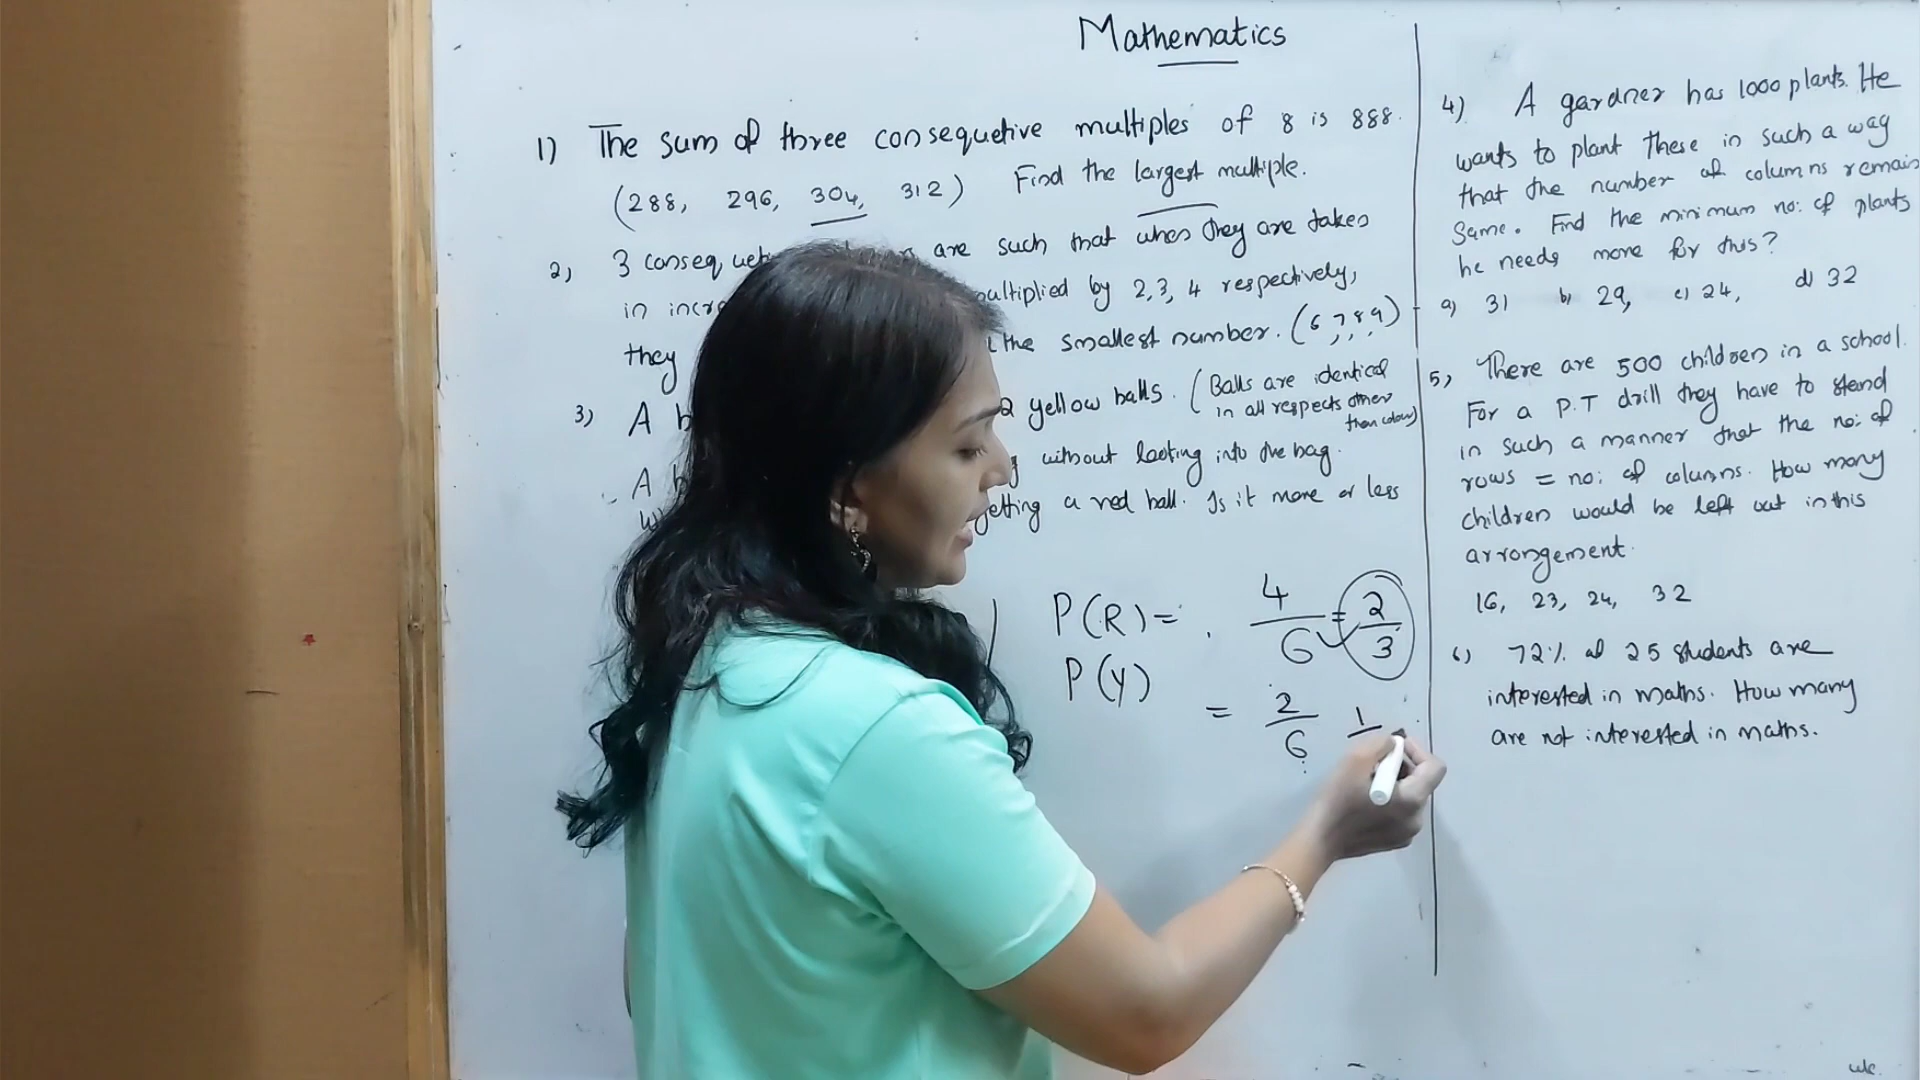 Mathematics
1) The sum of three consequetive multiples of 8 is 888.
(288, 296, 304, 312) Find the largest multiple.
2) 3 consequet are such that when they are taken
in incr multiplied by 2,3, 4 respectively,
they the smallest number. (6 7, 8, 9)
3) A b 2 yellow balls. (Balls are identical
in all respects other
than colour)
A b without looking into the bag.
getting a red ball. Is it more or less
P(R) = 4/6 = 2/3
P(Y)
= 2/6 1
4) A gardner has 1000 plants. He
wants to plant these in such a way
that the number of columns remain
same. Find the minimum no: of plants
he needs more for this?
a) 31 b) 29, c) 24, d) 32
5) There are 500 children in a school.
For a P.T drill they have to stand
in such a manner that the no: of
rows = no: of columns. How many
children would be left out in this
arrangement.
16, 23, 24, 32
6) 72% of 25 students are
interested in maths. How many
are not interested in maths.